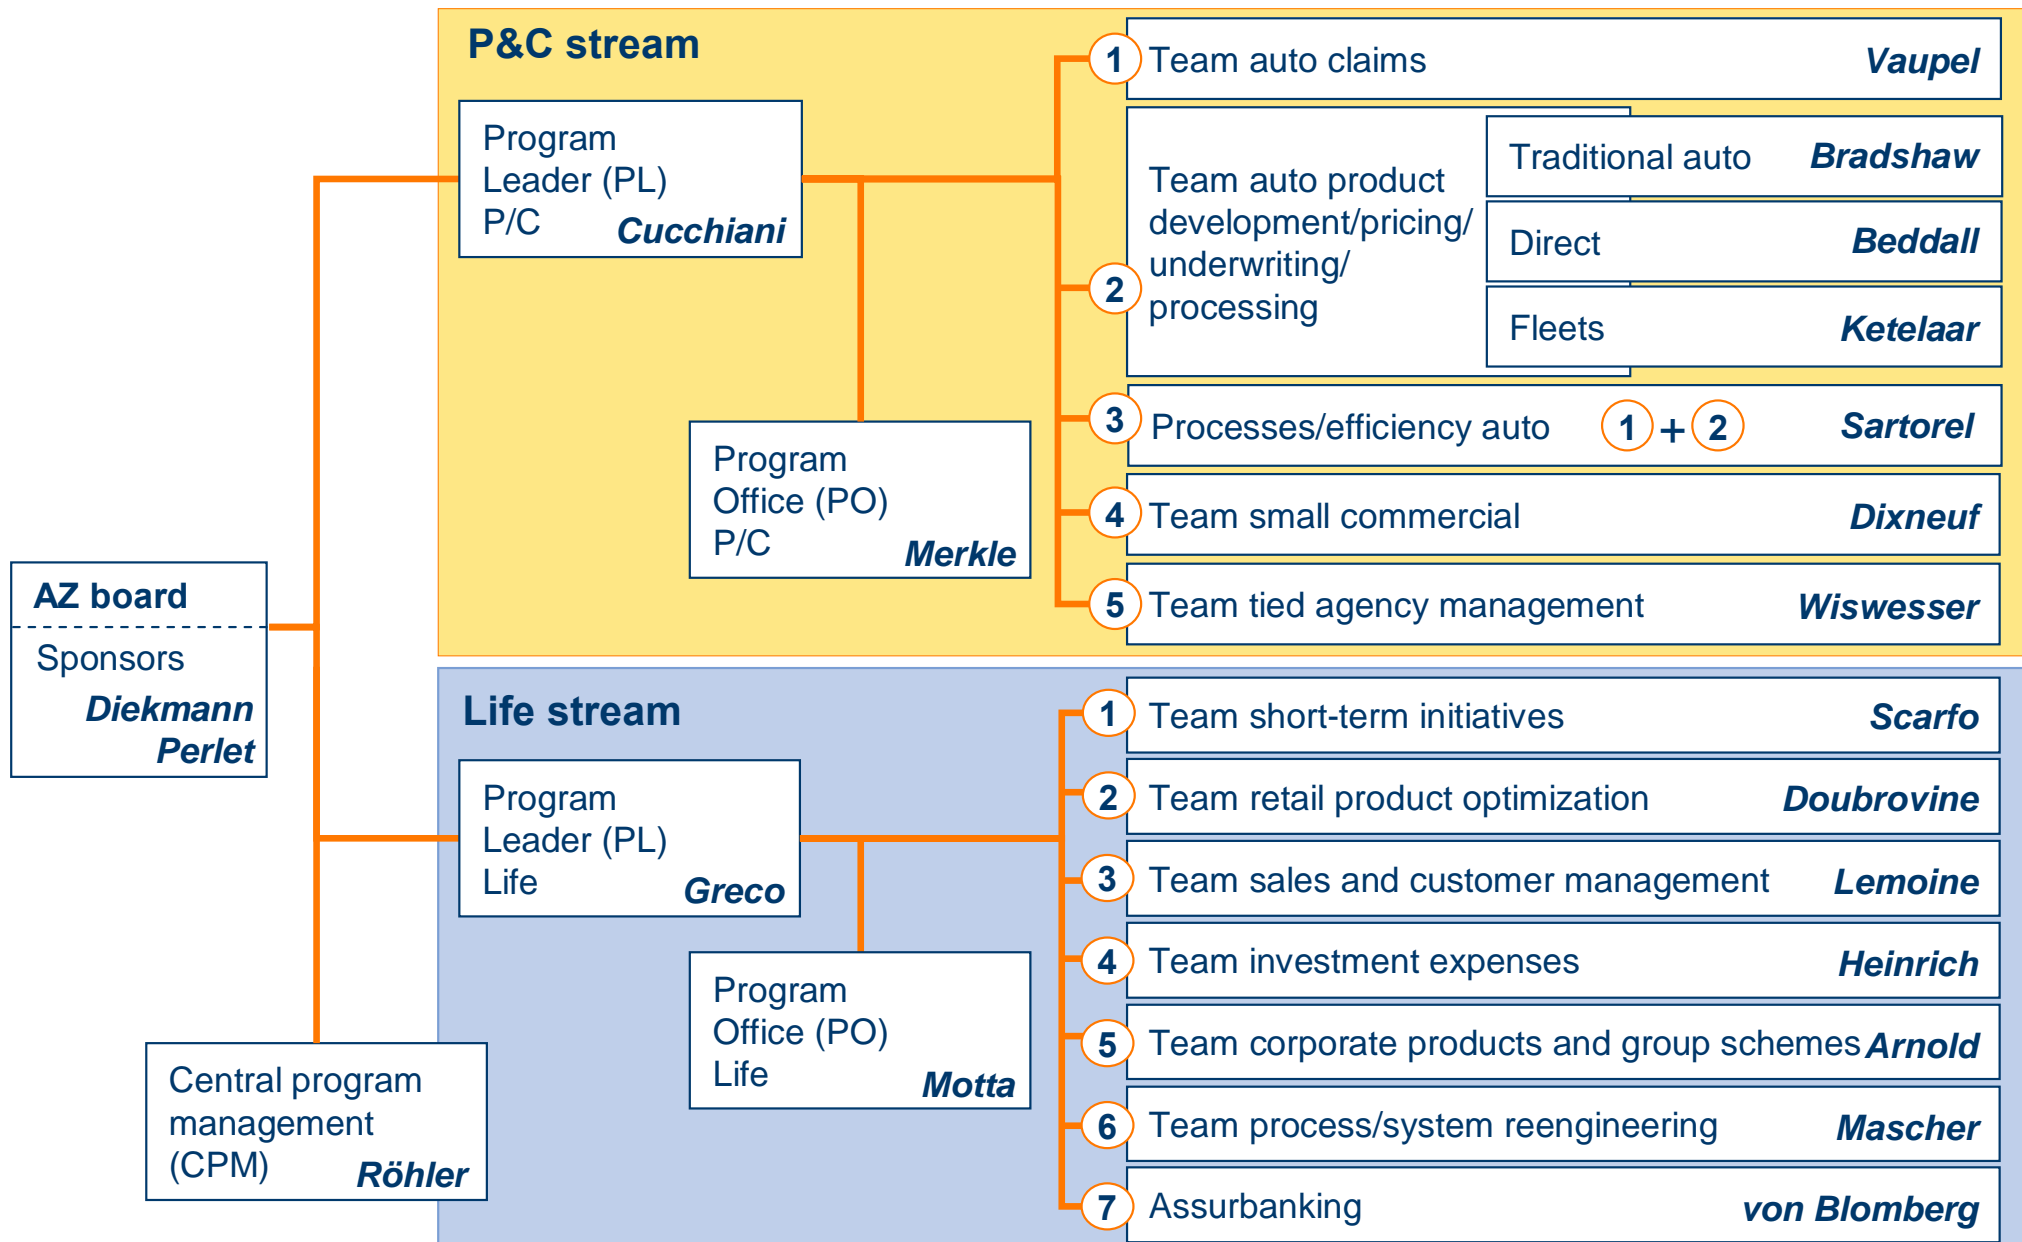 P&C stream
Program
Leader (PL)
P/C
Cucchiani
Program
Office (PO)
P/C
Merkle
1 Team auto claims Vaupel
2
Team auto product
development/pricing/
underwriting/
processing
Traditional auto Bradshaw
Direct Beddall
Fleets Ketelaar
3 Processes/efficiency auto 1 + 2 Sartorel
4 Team small commercial Dixneuf
5 Team tied agency management Wiswesser
AZ board
Sponsors
Diekmann
Perlet
Central program
management
(CPM)
Röhler
Life stream
Program
Leader (PL)
Life
Greco
Program
Office (PO)
Life
Motta
1 Team short-term initiatives Scarfo
2 Team retail product optimization Doubrovine
3 Team sales and customer management Lemoine
4 Team investment expenses Heinrich
5 Team corporate products and group schemes Arnold
6 Team process/system reengineering Mascher
7 Assurbanking von Blomberg